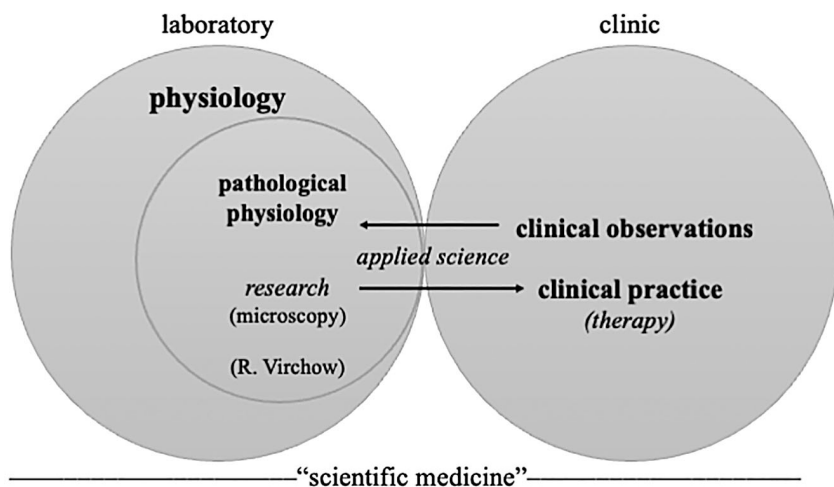 laboratory
clinic
physiology
pathological
physiology
clinical observations
applied science
research
(microscopy)
clinical practice
(therapy)
(R. Virchow)
“scientific medicine”